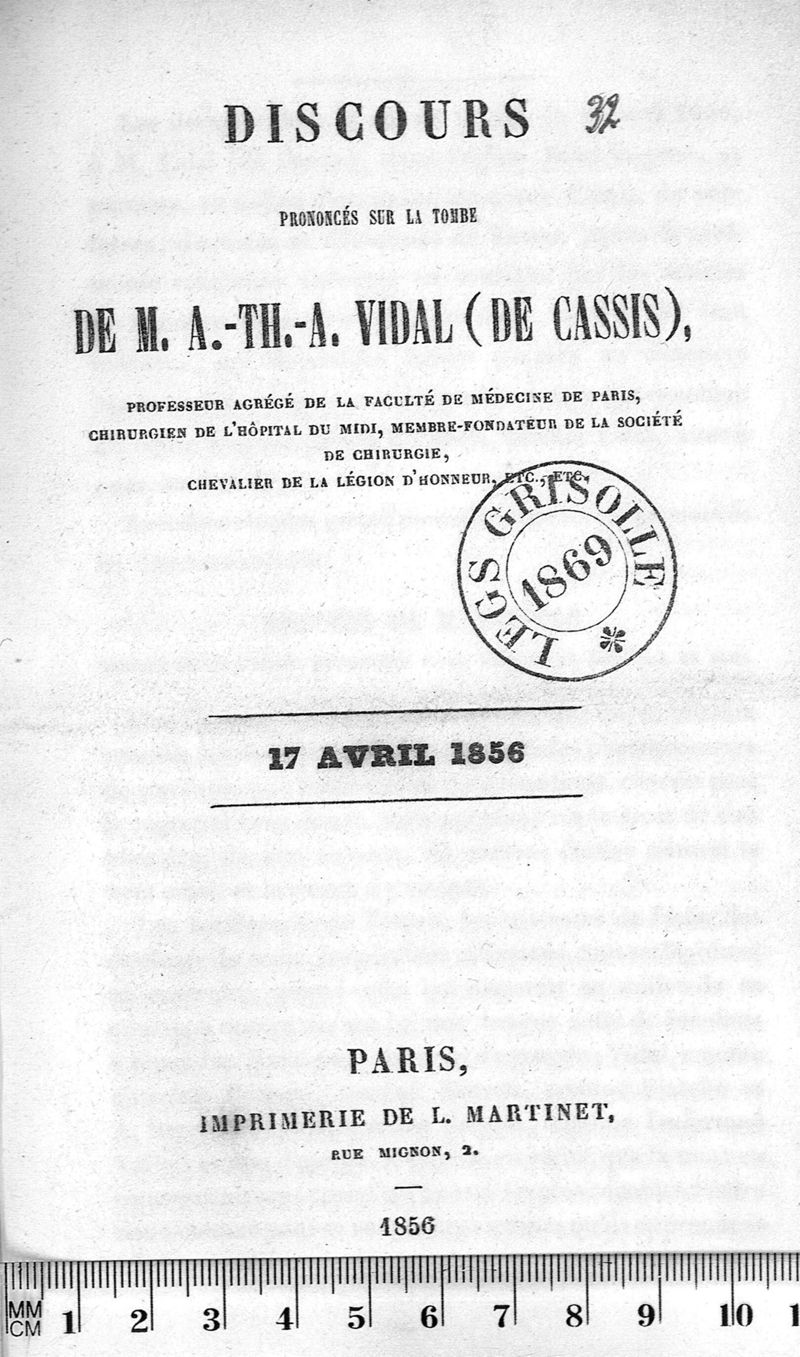 DISCOURS 32
PRONONCÉS SUR LA TOMBE
DE M. A.-TH.-A. VIDAL (DE CASSIS),
PROFESSEUR AGRÉGÉ DE LA FACULTÉ DE MÉDECINE DE PARIS,
CHIRURGIEN DE L'HÔPITAL DU MIDI, MEMBRE-FONDATEUR DE LA SOCIÉTÉ
DE CHIRURGIE,
CHEVALIER DE LA LÉGION D'HONNEUR, ETC., ETC.
LEGS GRISOLLE
1869
17 AVRIL 1856
PARIS,
IMPRIMERIE DE L. MARTINET,
RUE MIGNON, 2.
1856
MM
CM 1 2 3 4 5 6 7 8 9 10 1